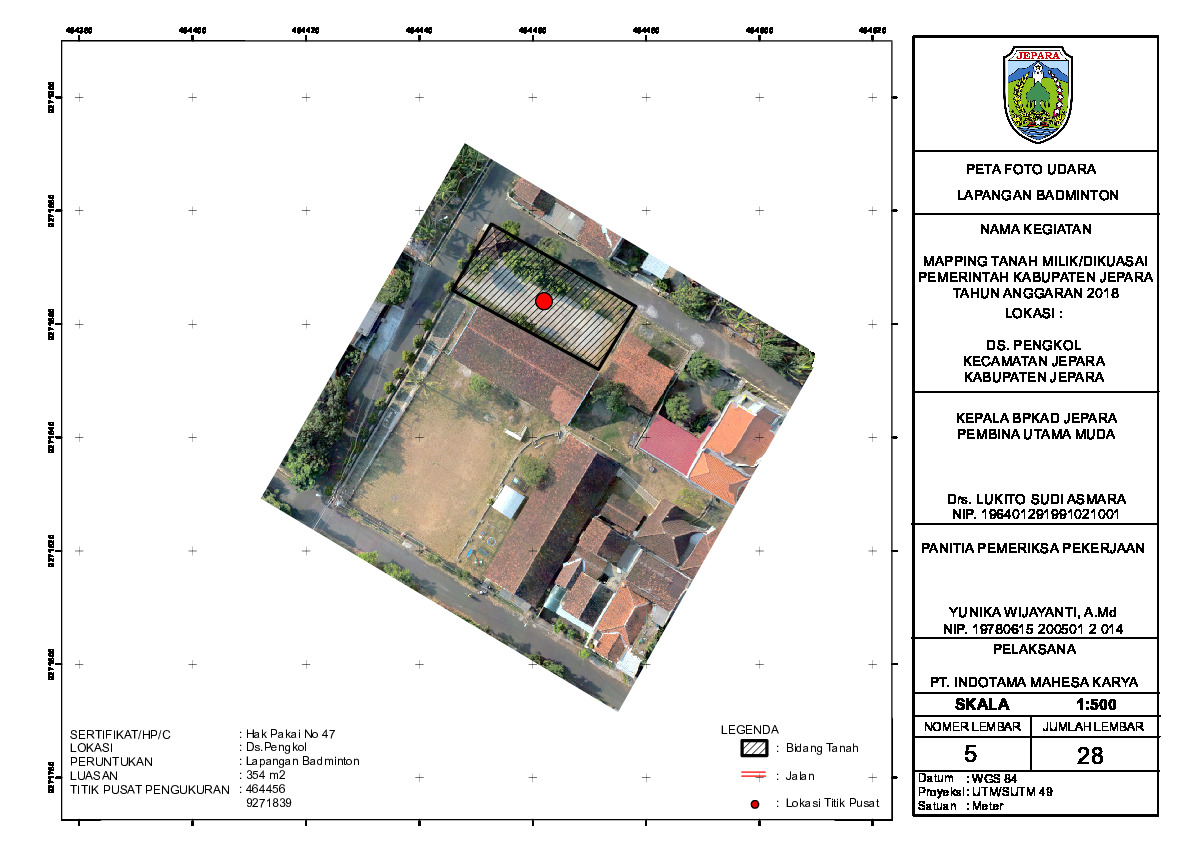 JEPARA
PETA FOTO UDARA
LAPANGAN BADMINTON
NAMA KEGIATAN
MAPPING TANAH MILIK/DIKUASAI
PEMERINTAH KABUPATEN JEPARA
TAHUN ANGGARAN 2018
LOKASI :
DS. PENGKOL
KECAMATAN JEPARA
KABUPATEN JEPARA
KEPALA BPKAD JEPARA
PEMBINA UTAMA MUDA
Drs. LUKITO SUDI ASMARA
NIP. 196401291991021001
PANITIA PEMERIKSA PEKERJAAN
YUNIKA WIJAYANTI, A.Md
NIP. 19780615 200501 2 014
PELAKSANA
PT. INDOTAMA MAHESA KARYA
SKALA 1:500
NOMER LEMBAR JUMLAH LEMBAR
5 28
Datum : WGS 84
Proyeksi : UTM/SUTM 49
Satuan : Meter
SERTIFIKAT/HP/C : Hak Pakai No 47
LOKASI : Ds.Pengkol
PERUNTUKAN : Lapangan Badminton
LUASAN : 354 m2
TITIK PUSAT PENGUKURAN : 464456
9271839
LEGENDA
: Bidang Tanah
: Jalan
: Lokasi Titik Pusat